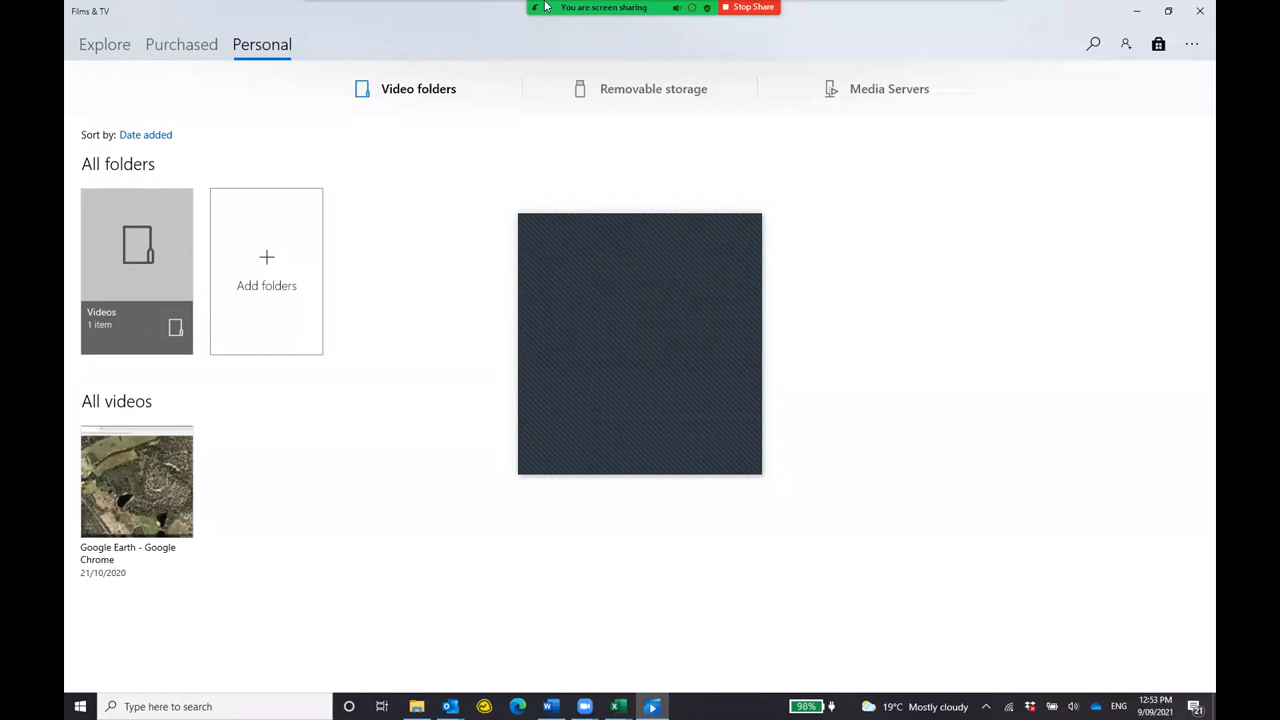 Films & TV
You are screen sharing
Stop Share
Explore Purchased Personal
Video folders Removable storage Media Servers
Sort by: Date added
All folders
Videos
1 item
Add folders
All videos
Google Earth - Google
Chrome
21/10/2020
Type here to search
98%
19°C Mostly cloudy
ENG
12:53 PM
9/09/2021
21